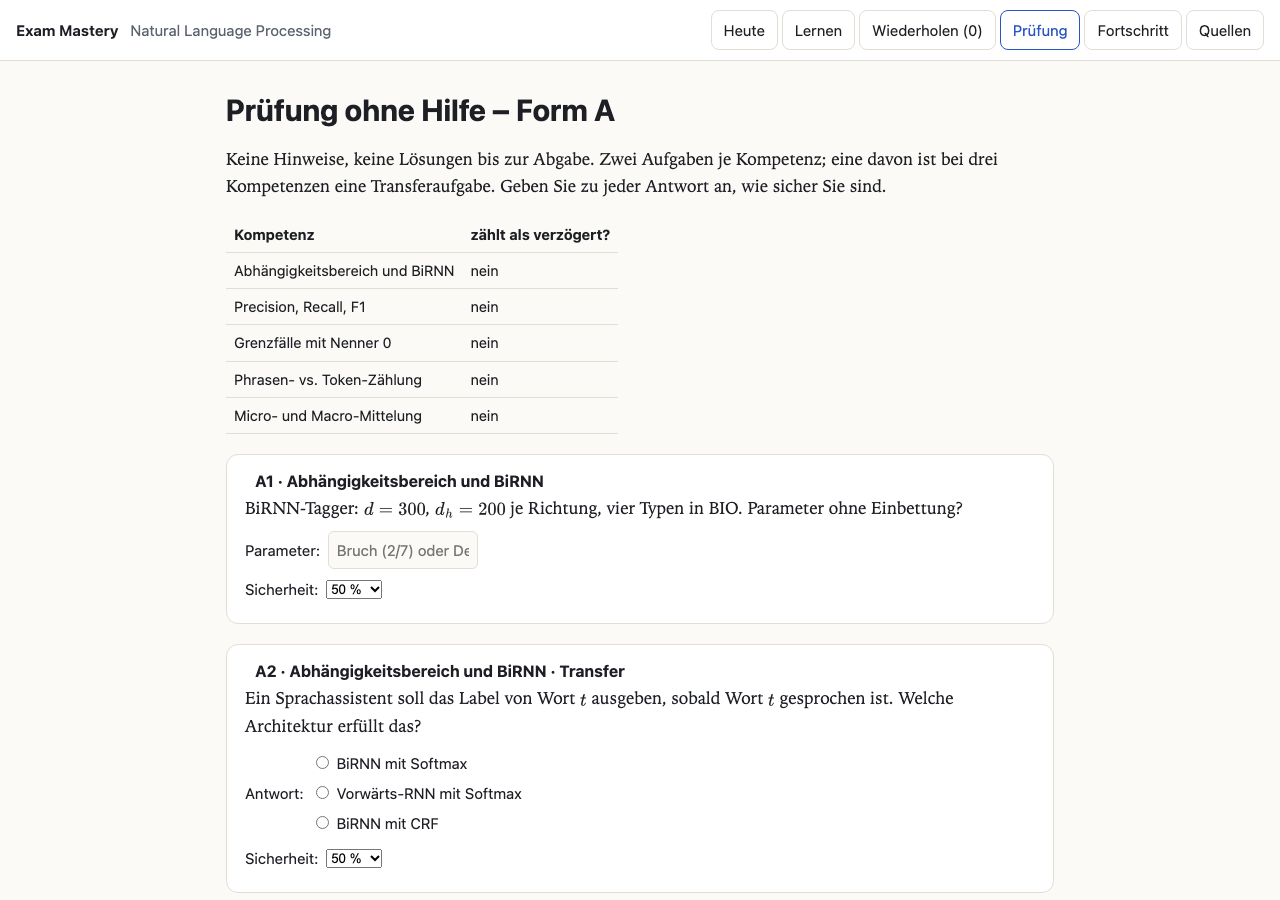 Exam Mastery Natural Language Processing Heute Lernen Wiederholen (0) Prüfung Fortschritt Quellen
Prüfung ohne Hilfe – Form A
Keine Hinweise, keine Lösungen bis zur Abgabe. Zwei Aufgaben je Kompetenz; eine davon ist bei drei
Kompetenzen eine Transferaufgabe. Geben Sie zu jeder Antwort an, wie sicher Sie sind.
Kompetenz zählt als verzögert?
Abhängigkeitsbereich und BiRNN nein
Precision, Recall, F1 nein
Grenzfälle mit Nenner 0 nein
Phrasen- vs. Token-Zählung nein
Micro- und Macro-Mittelung nein
A1 · Abhängigkeitsbereich und BiRNN
BiRNN-Tagger: d = 300, d_h = 200 je Richtung, vier Typen in BIO. Parameter ohne Einbettung?
Parameter: Bruch (2/7) oder De
Sicherheit: 50 %
A2 · Abhängigkeitsbereich und BiRNN · Transfer
Ein Sprachassistent soll das Label von Wort t ausgeben, sobald Wort t gesprochen ist. Welche
Architektur erfüllt das?
BiRNN mit Softmax
Antwort: Vorwärts-RNN mit Softmax
BiRNN mit CRF
Sicherheit: 50 %